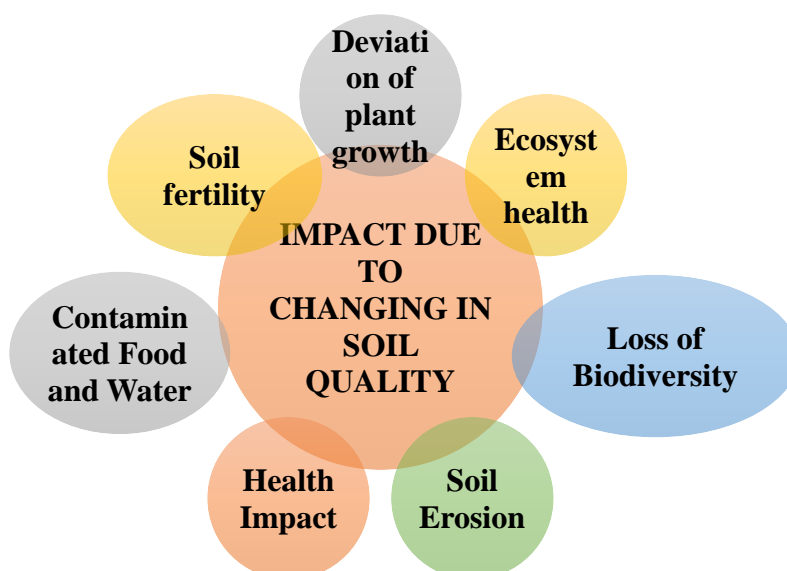 Deviati
on of
plant
growth
Ecosyst
em
health
Soil
fertility
IMPACT DUE
TO
CHANGING IN
SOIL
QUALITY
Contamin
ated Food
and Water
Loss of
Biodiversity
Health
Impact
Soil
Erosion